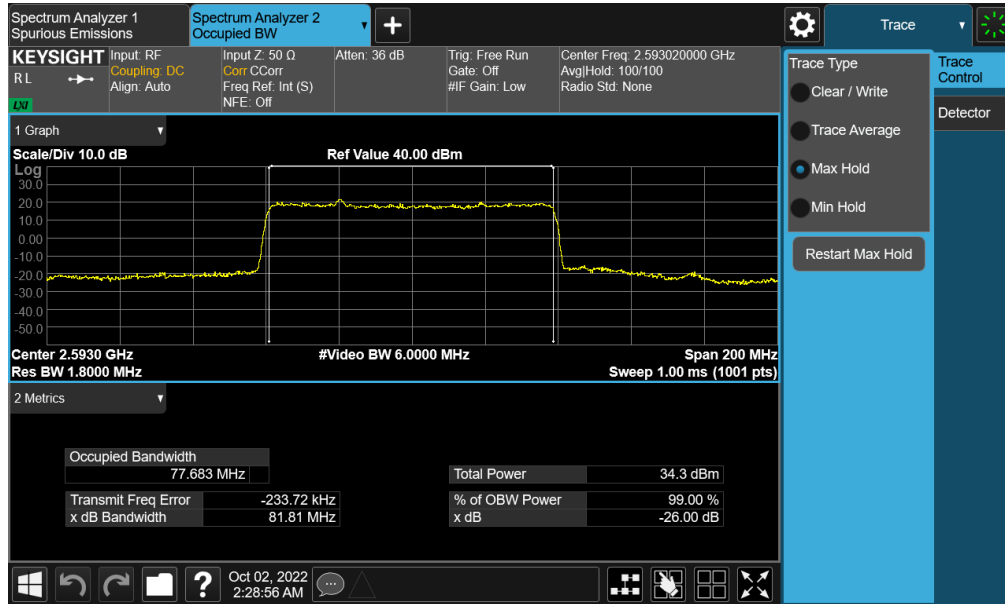 Spectrum Analyzer 1
Spurious Emissions
Spectrum Analyzer 2
Occupied BW
Trace
KEYSIGHT
R L
LXI
Input: RF
Coupling: DC
Align: Auto
Input Z: 50 Ω
Corr CCorr
Freq Ref: Int (S)
NFE: Off
Atten: 36 dB
Trig: Free Run
Gate: Off
#IF Gain: Low
Center Freq: 2.593020000 GHz
Avg|Hold: 100/100
Radio Std: None
Trace Type
Clear / Write
Trace Average
Max Hold
Min Hold
Restart Max Hold
Trace
Control
Detector
1 Graph
Scale/Div 10.0 dB
Ref Value 40.00 dBm
Log
30.0
20.0
10.0
0.00
-10.0
-20.0
-30.0
-40.0
-50.0
Center 2.5930 GHz
#Video BW 6.0000 MHz
Span 200 MHz
Res BW 1.8000 MHz
Sweep 1.00 ms (1001 pts)
2 Metrics
Occupied Bandwidth
77.683 MHz
Total Power 34.3 dBm
Transmit Freq Error -233.72 kHz
% of OBW Power 99.00 %
x dB Bandwidth 81.81 MHz
x dB -26.00 dB
?
Oct 02, 2022
2:28:56 AM